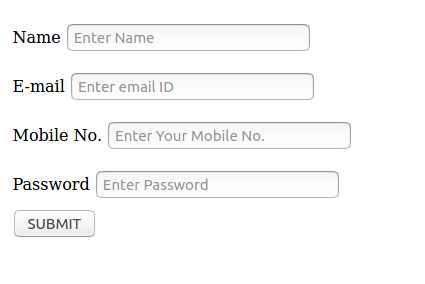 Name Enter Name
E-mail Enter email ID
Mobile No. Enter Your Mobile No.
Password Enter Password
SUBMIT